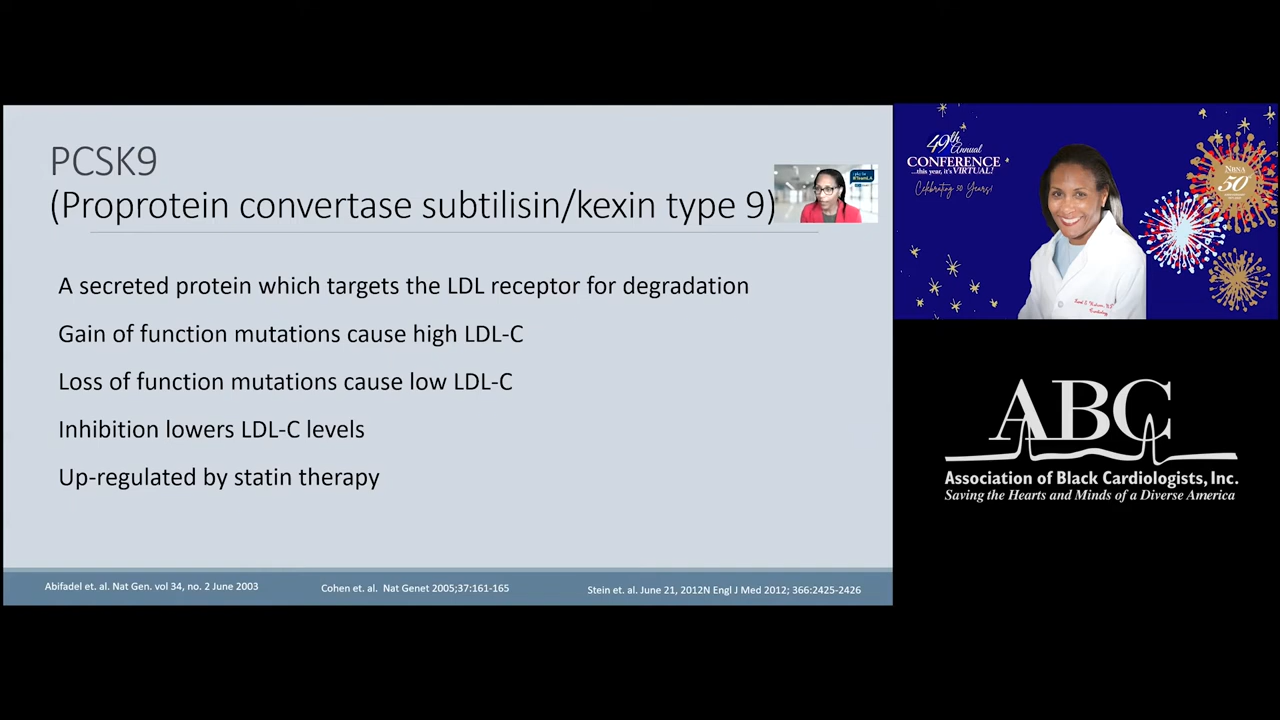 PCSK9
(Proprotein convertase subtilisin/kexin type 9)
A secreted protein which targets the LDL receptor for degradation
Gain of function mutations cause high LDL-C
Loss of function mutations cause low LDL-C
Inhibition lowers LDL-C levels
Up-regulated by statin therapy
Abifadel et. al. Nat Gen. vol 34, no. 2 June 2003
Cohen et. al. Nat Genet 2005;37:161-165
Stein et. al. June 21, 2012N Engl J Med 2012; 366:2425-2426
49th Annual
CONFERENCE
...this year, it's VIRTUAL!
Celebrating 50 Years!
NBNA
50
ABC
Association of Black Cardiologists, Inc.
Saving the Hearts and Minds of a Diverse America